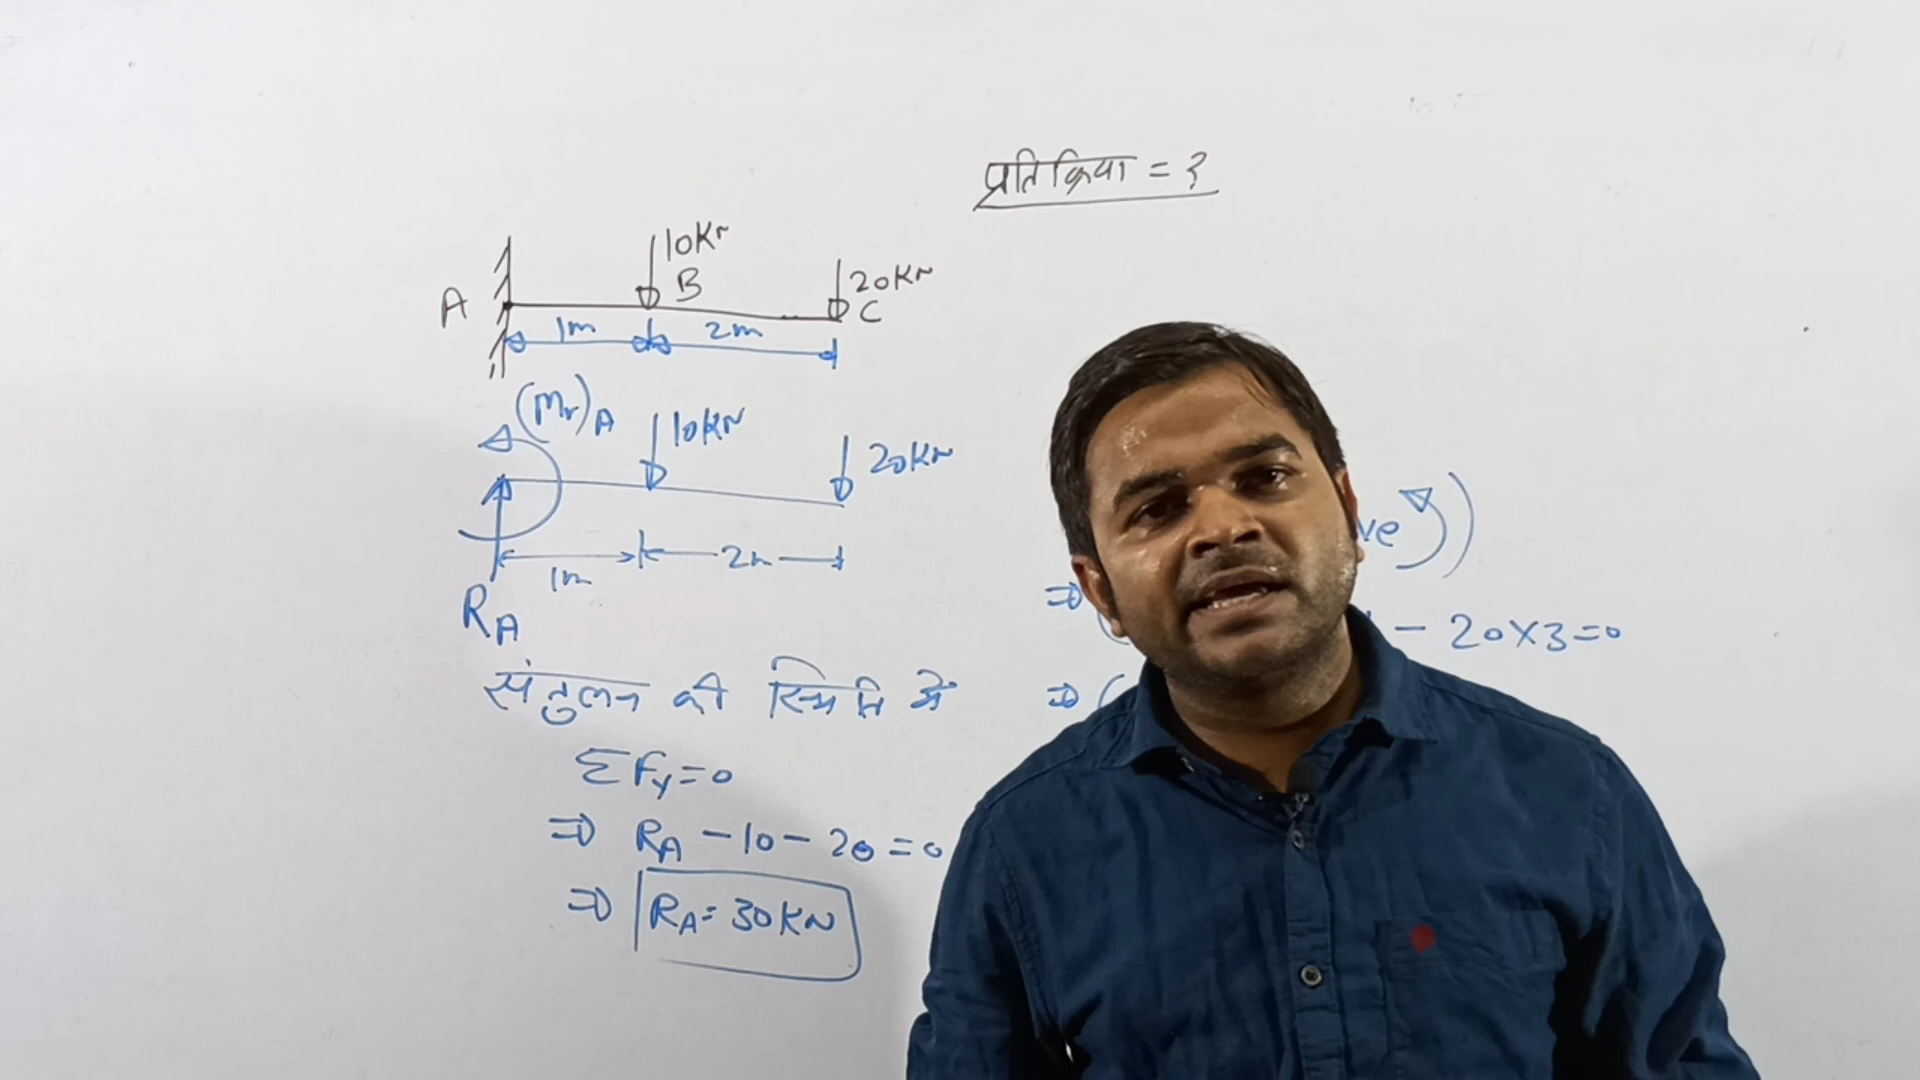 प्रतिक्रिया = ?
10KN
B
20KN
A
C
1m 2m
(Mr)A
10KN
20KN
1m 2m
RA
संतुलन की स्थिति में
ΣFy=0
⇒ RA -10-20=0
⇒ RA= 30KN
ve))
⇒ (
- 20×3=0
⇒ (